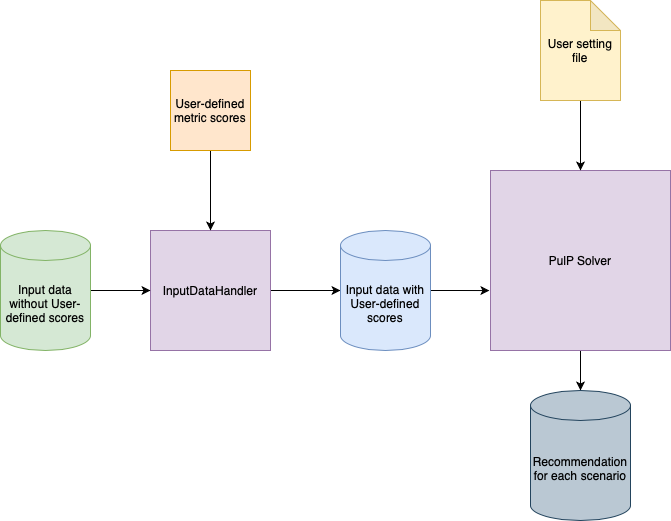 User setting
file
User-defined
metric scores
PulP Solver
Input data
without User-
defined scores
InputDataHandler
Input data with
User-defined
scores
Recommendation
for each scenario